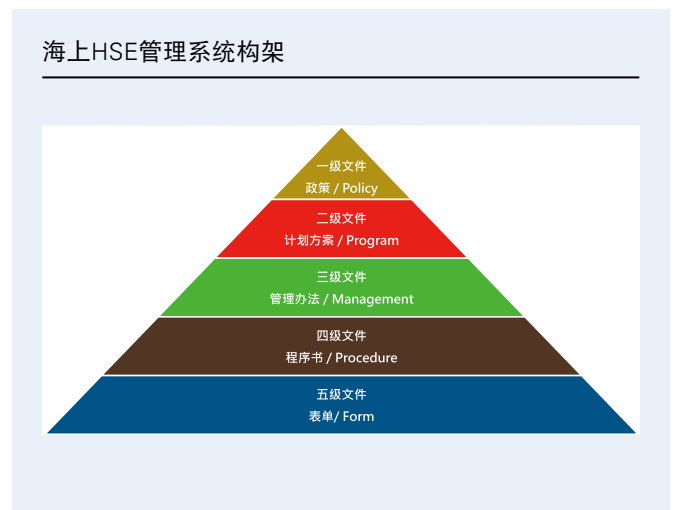 海上HSE管理系统构架
一级文件
政策 / Policy
二级文件
计划方案 / Program
三级文件
管理办法 / Management
四级文件
程序书 / Procedure
五级文件
表单/ Form